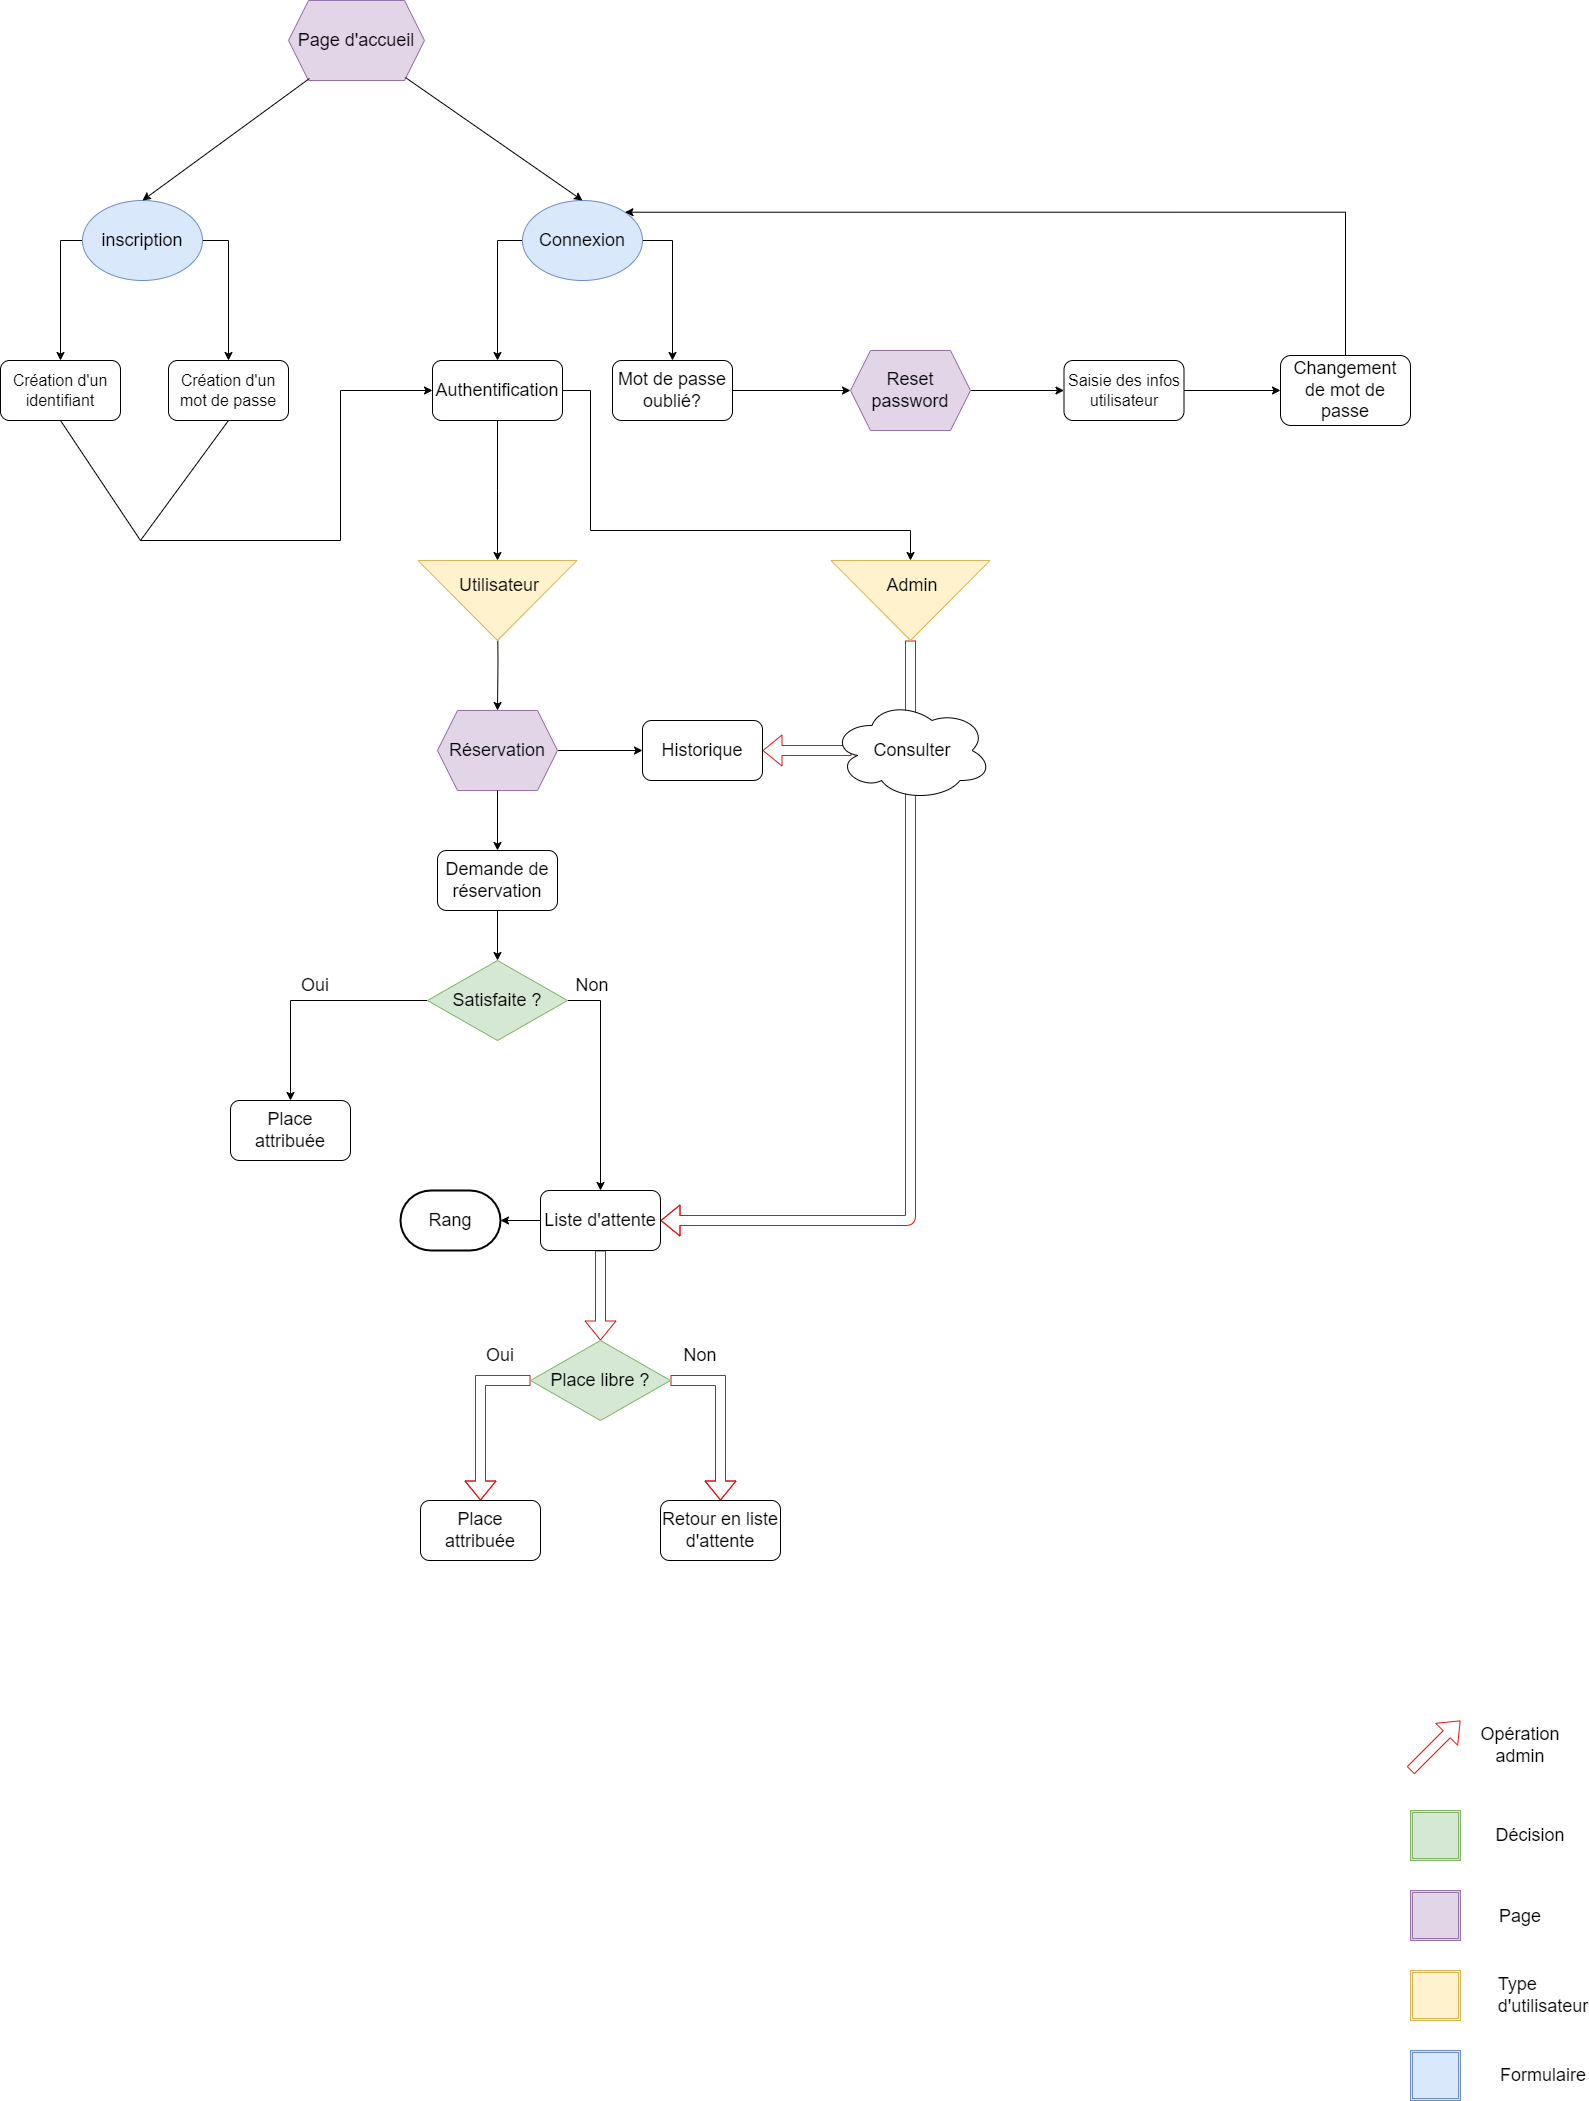 Page d'accueil
inscription
Connexion
Création d'un
identifiant
Création d'un
mot de passe
Authentification
Mot de passe
oublié?
Reset
password
Saisie des infos
utilisateur
Changement
de mot de
passe
Utilisateur
Admin
Réservation
Historique
Consulter
Demande de
réservation
Oui
Non
Satisfaite ?
Place
attribuée
Rang
Liste d'attente
Oui
Non
Place libre ?
Place
attribuée
Retour en liste
d'attente
Opération
admin
Décision
Page
Type
d'utilisateur
Formulaire